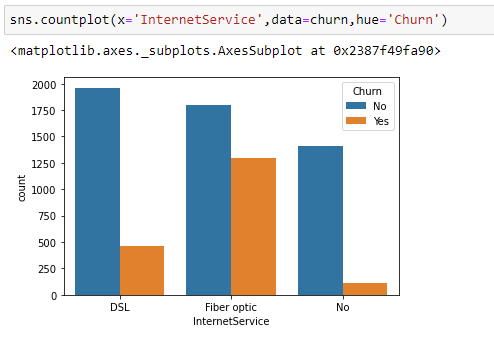 sns.countplot(x='InternetService',data=churn,hue='Churn')
<matplotlib.axes._subplots.AxesSubplot at 0x2387f49fa90>
Churn
No
Yes
2000
1750
1500
1250
1000
750
500
250
0
count
DSL
Fiber optic
No
InternetService